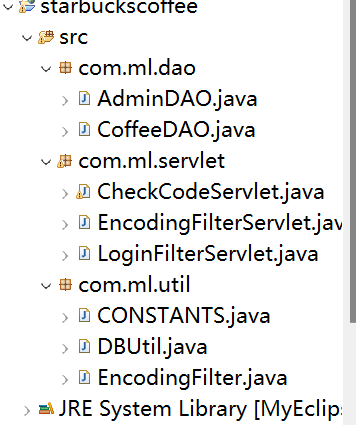 starbuckscoffee
src
com.ml.dao
AdminDAO.java
CoffeeDAO.java
com.ml.servlet
CheckCodeServlet.java
EncodingFilterServlet.jav
LoginFilterServlet.java
com.ml.util
CONSTANTS.java
DBUtil.java
EncodingFilter.java
JRE System Library [MyEclip